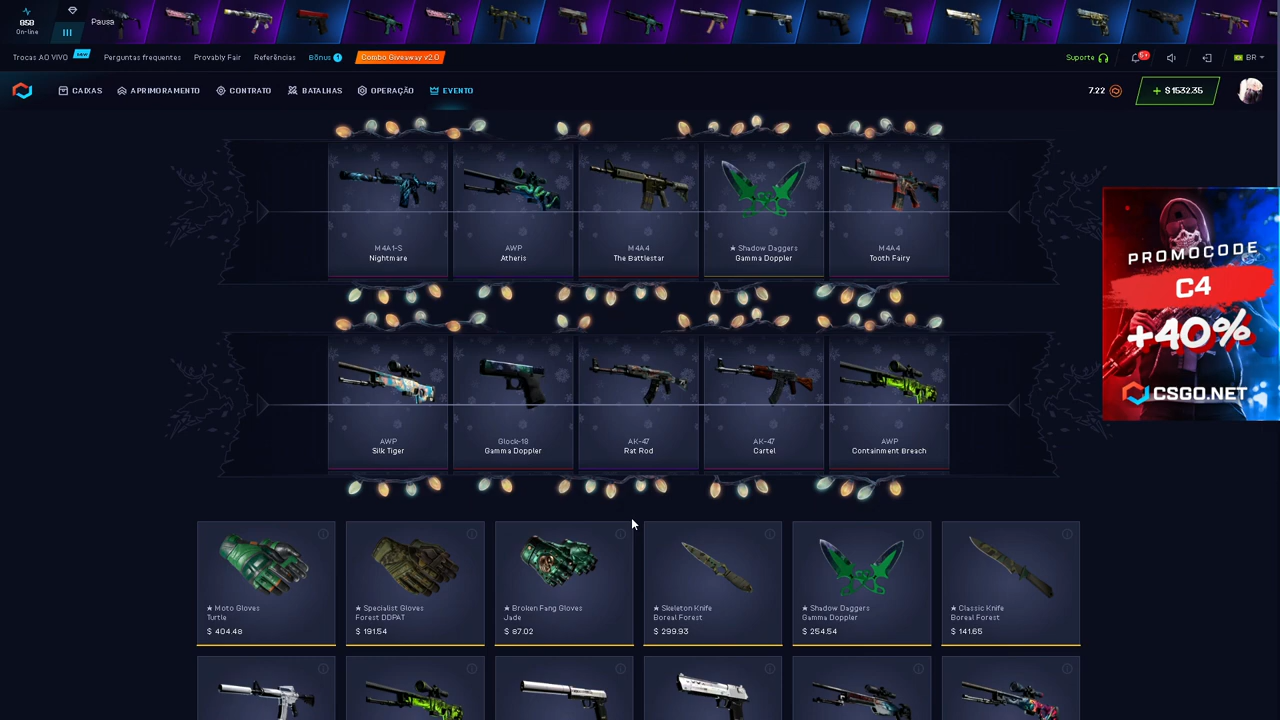 858
On-line
Pausa
Trocas AO VIVO
Perguntas frequentes
Provably Fair
Referências
Bônus 1
Combo Giveaway v2.0
Suporte
5+
BR
CAIXAS
APRIMORAMENTO
CONTRATO
BATALHAS
OPERAÇÃO
EVENTO
7.22
+ $ 1532.35
M4A1-S
Nightmare
AWP
Atheris
M4A4
The Battlestar
★ Shadow Daggers
Gamma Doppler
M4A4
Tooth Fairy
PROMOCODE
C4
+40%
CSGO.NET
AWP
Silk Tiger
Glock-18
Gamma Doppler
AK-47
Rat Rod
AK-47
Cartel
AWP
Containment Breach
★ Moto Gloves
Turtle
$ 404.48
★ Specialist Gloves
Forest DDPAT
$ 191.54
★ Broken Fang Gloves
Jade
$ 87.02
★ Skeleton Knife
Boreal Forest
$ 299.93
★ Shadow Daggers
Gamma Doppler
$ 254.54
★ Classic Knife
Boreal Forest
$ 141.65